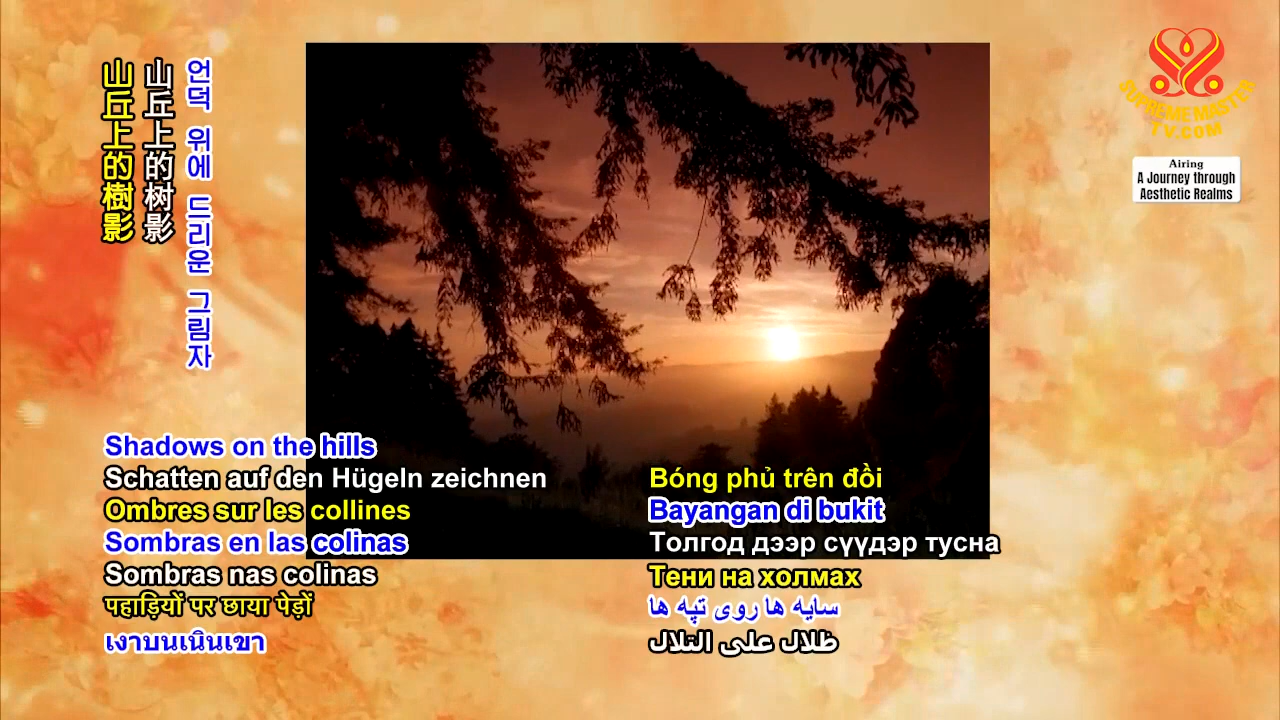 山丘上的樹影
山丘上的树影
언덕 위에 드리운 그림자
SUPREMEMASTER
TV.COM
Airing
A Journey through
Aesthetic Realms
Shadows on the hills
Schatten auf den Hügeln zeichnen
Ombres sur les collines
Sombras en las colinas
Sombras nas colinas
पहाड़ियों पर छाया पेड़ों
เงาบนเนินเขา
Bóng phủ trên đồi
Bayangan di bukit
Толгод дээр сүүдэр тусна
Тени на холмах
سایه ها روی تپه ها
ظلال على التلال